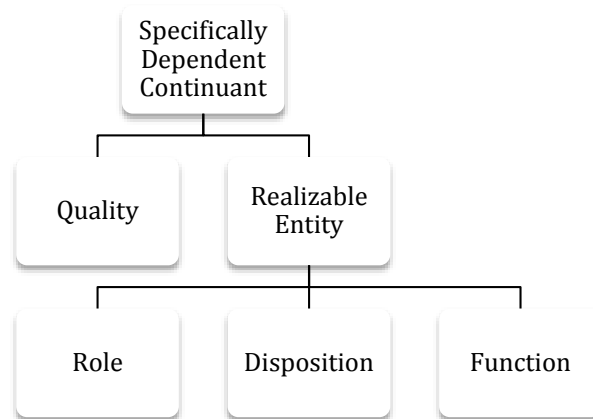 Specifically
Dependent
Continuant
Quality
Realizable
Entity
Role
Disposition
Function